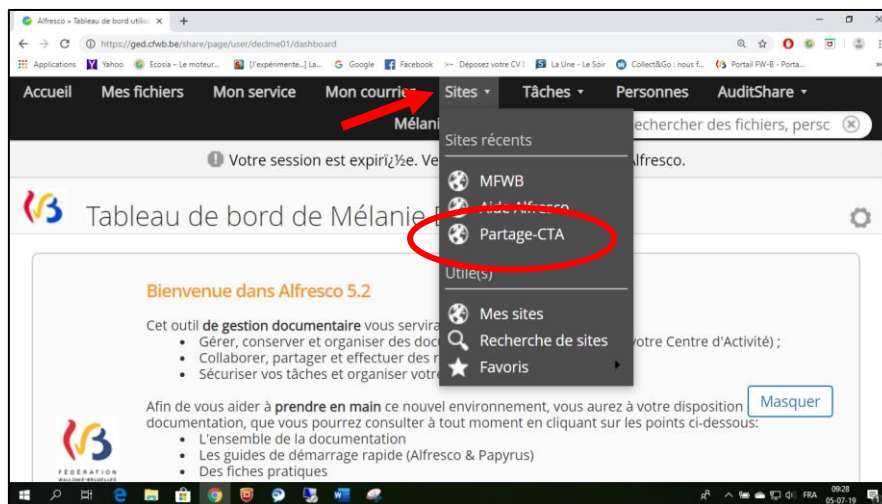 Alfresco » Tableau de bord utilis
https://ged.cfwb.be/share/page/user/declme01/dashboard
Applications Yahoo Ecosia - Le moteur... [l'expérimente...] La... Google Facebook Déposez votre CV ! La Une - Le Soir Collect&Go : nous f... Portail FW-B - Porta...
Accueil Mes fichiers Mon service Mon courrier Sites Tâches Personnes AuditShare
Mélani echercher des fichiers, persc
Sites récents
Votre session est expirï¿½e. Ve lfresco.
MFWB
Aide Alfresco
Tableau de bord de Mélanie
Partage-CTA
Utile(s)
Bienvenue dans Alfresco 5.2
Mes sites
Cet outil de gestion documentaire vous servira
Recherche de sites
• Gérer, conserver et organiser des doc votre Centre d'Activité) ;
• Collaborer, partager et effectuer des r
Favoris
• Sécuriser vos tâches et organiser votr
Masquer
Afin de vous aider à prendre en main ce nouvel environnement, vous aurez à votre disposition
documentation, que vous pourrez consulter à tout moment en cliquant sur les points ci-dessous:
• L'ensemble de la documentation
• Les guides de démarrage rapide (Alfresco & Papyrus)
• Des fiches pratiques
FÉDÉRATION
WALLONIE-BRUXELLES
FRA
09:28
05-07-19